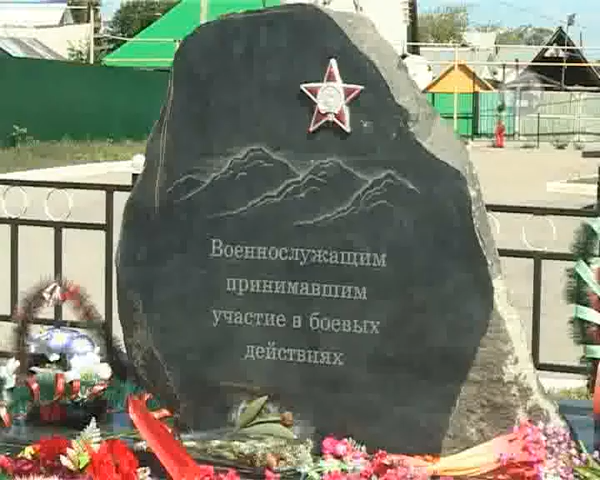 Военнослужащим
принимавшим
участие в боевых
действиях